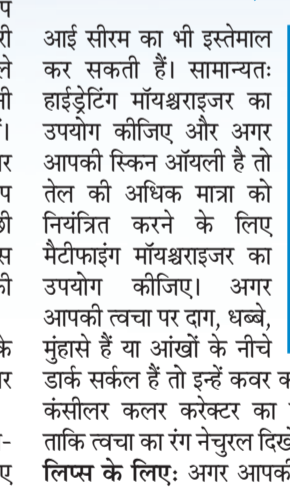 आई सीरम का भी इस्तेमाल
कर सकती हैं। सामान्यतः
हाईड्रेटिंग मॉयश्चराइजर का
उपयोग कीजिए और अगर
आपकी स्किन ऑयली है तो
तेल की अधिक मात्रा को
नियंत्रित करने के लिए
मैटीफाइंग मॉयश्चराइजर का
उपयोग कीजिए। अगर
आपकी त्वचा पर दाग, धब्बे,
मुंहासे हैं या आंखों के नीचे
डार्क सर्कल हैं तो इन्हें कवर
कंसीलर कलर करेक्टर का
ताकि त्वचा का रंग नेचुरल
लिप्स के लिए: अगर आपकी